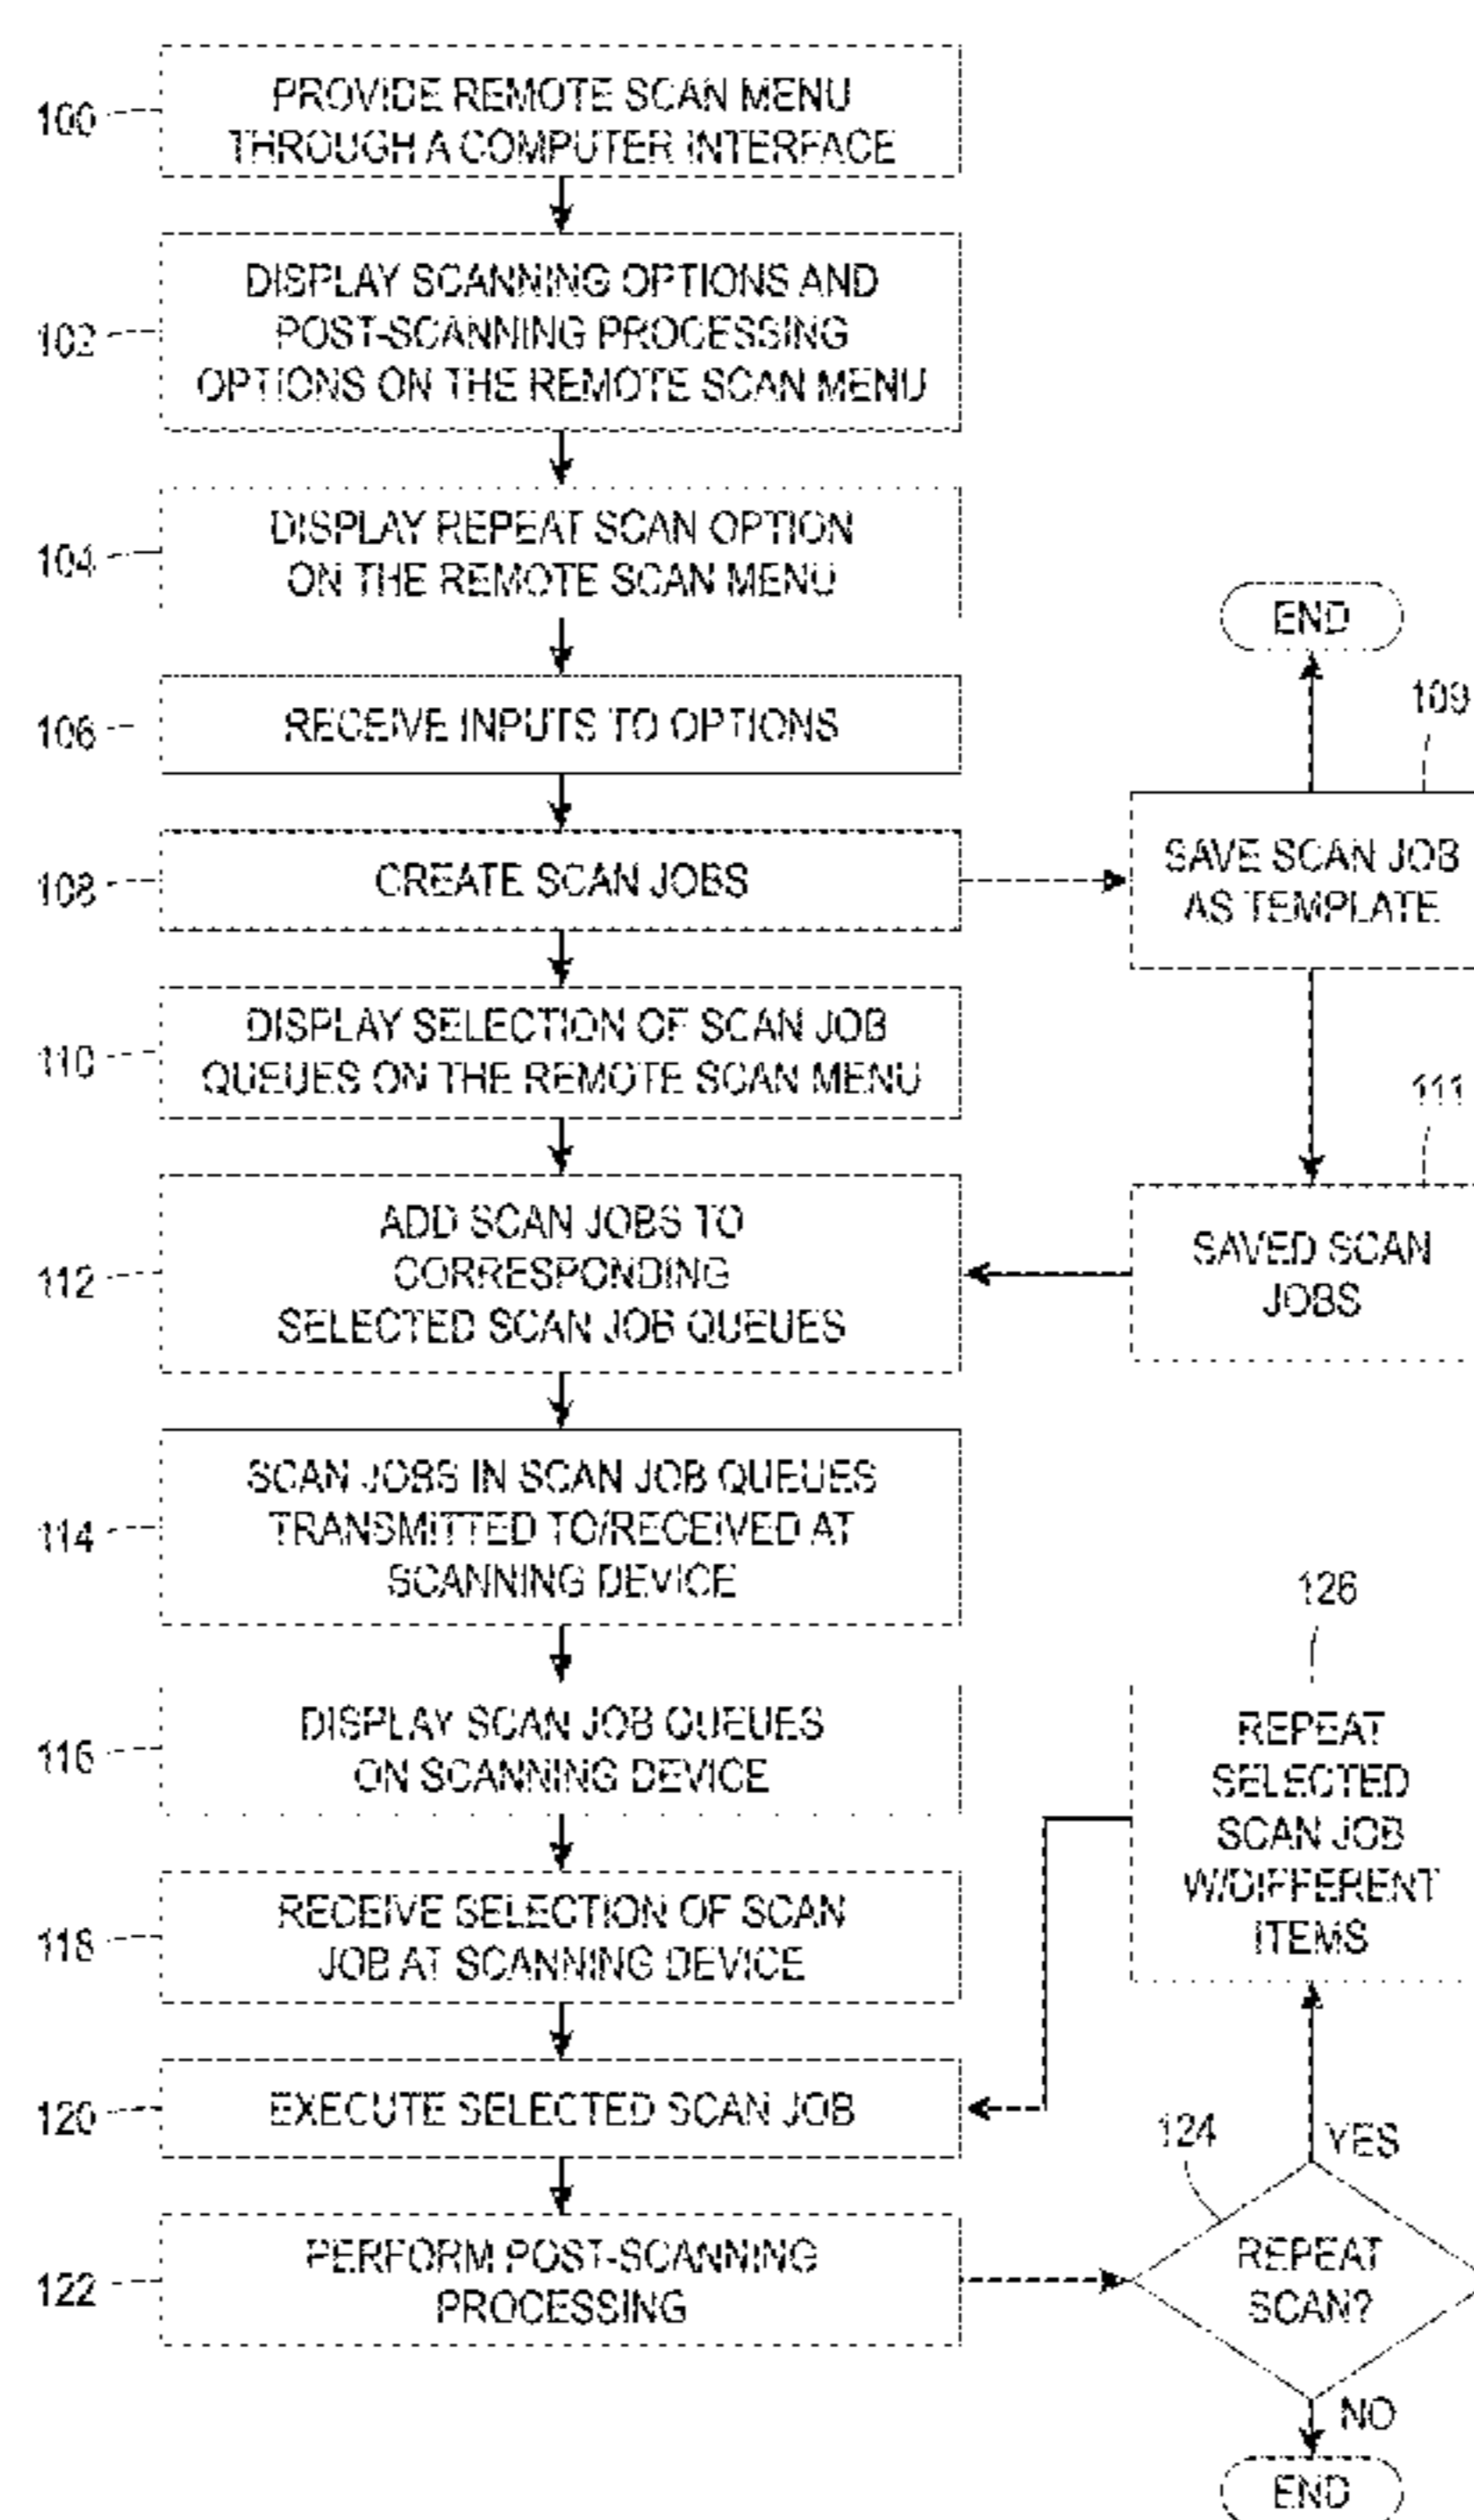 100
PROVIDE REMOTE SCAN MENU
THROUGH A COMPUTER INTERFACE
102
DISPLAY SCANNING OPTIONS AND
POST-SCANNING PROCESSING
OPTIONS ON THE REMOTE SCAN MENU
104
DISPLAY REPEAT SCAN OPTION
ON THE REMOTE SCAN MENU
END
106
RECEIVE INPUTS TO OPTIONS
109
108
CREATE SCAN JOBS
SAVE SCAN JOB
AS TEMPLATE
110
DISPLAY SELECTION OF SCAN JOB
QUEUES ON THE REMOTE SCAN MENU
111
112
ADD SCAN JOBS TO
CORRESPONDING
SELECTED SCAN JOB QUEUES
SAVED SCAN
JOBS
114
SCAN JOBS IN SCAN JOB QUEUES
TRANSMITTED TO/RECEIVED AT
SCANNING DEVICE
126
116
DISPLAY SCAN JOB QUEUES
ON SCANNING DEVICE
REPEAT
SELECTED
SCAN JOB
W/DIFFERENT
ITEMS
118
RECEIVE SELECTION OF SCAN
JOB AT SCANNING DEVICE
120
EXECUTE SELECTED SCAN JOB
124
YES
122
PERFORM POST-SCANNING
PROCESSING
REPEAT
SCAN?
NO
END